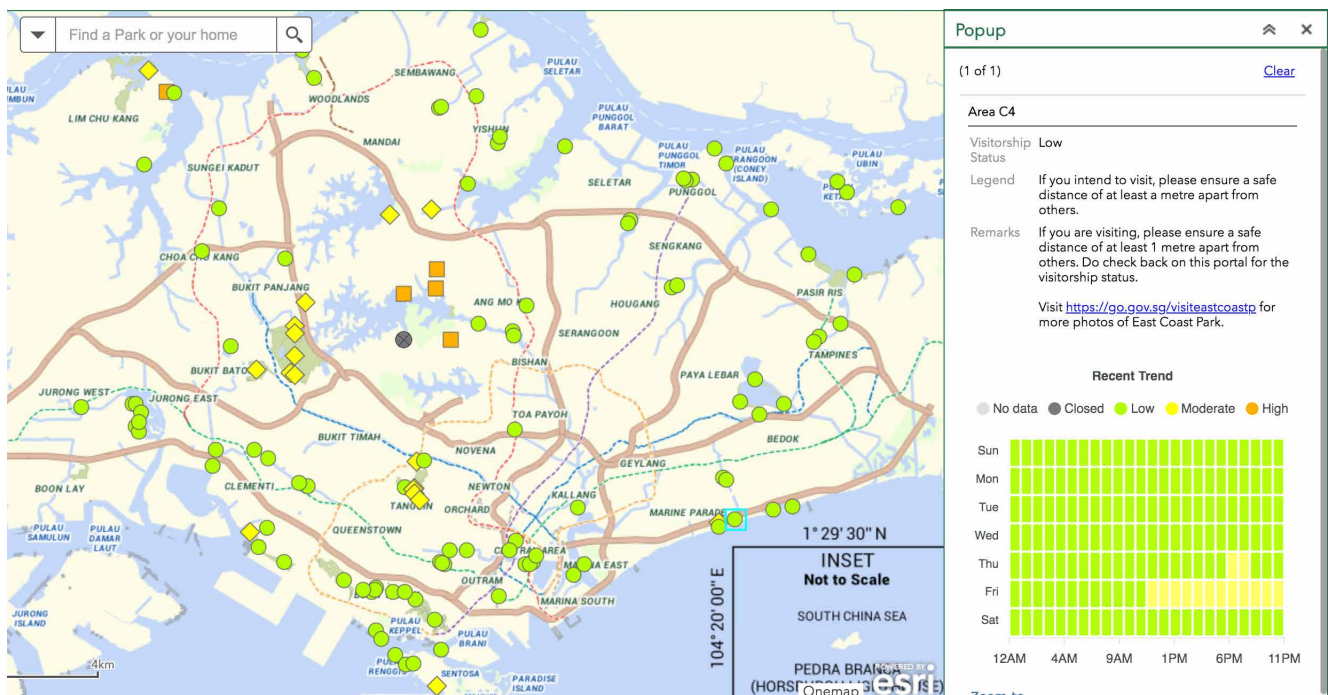 Find a Park or your home
Popup
(1 of 1)
Clear
Area C4
Visitorship Status
Low
Legend
If you intend to visit, please ensure a safe
distance of at least a metre apart from
others.
Remarks
If you are visiting, please ensure a safe
distance of at least 1 metre apart from
others. Do check back on this portal for the
visitorship status.
Visit https://go.gov.sg/visiteastcoastp for
more photos of East Coast Park.
Recent Trend
No data Closed Low Moderate High
Sun
Mon
Tue
Wed
Thu
Fri
Sat
12AM 4AM 9AM 1PM 6PM 11PM
PULAU
SELETAR
SEMBAWANG
WOODLANDS
LIM CHU KANG
PULAU
PUNGGOL
BARAT
YISHUN
MANDAI
PULAU
PUNGGOL
TIMOR
PULAU
(CONEY
ISLAND)
PULAU
UBIN
SUNGEI KADUT
SELETAR
PUNGGOL
SENGKANG
CHOA CHU KANG
BUKIT PANJANG
ANG MO
HOUGANG
PASIR RIS
SERANGOON
BISHAN
TAMPINES
BUKIT BATO
PAYA LEBAR
JURONG WEST
JURONG EAST
TOA PAYOH
BUKIT TIMAH
BEDOK
NOVENA
GEYLANG
BOON LAY
CLEMENTI
NEWTON
KALLANG
ORCHARD
MARINE PARADE
PULAU
SAMULUN
PULAU
DAMAR
LAUT
QUEENSTOWN
OUTRAM
MARINA SOUTH
JURONG
ISLAND
PULAU
KEPPEL
PULAU
BRANI
SENTOSA
PARADISE
ISLAND
4km
1° 29' 30" N
104° 20' 00" E
INSET
Not to Scale
SOUTH CHINA SEA
PEDRA BRANCA
POWERED BY
esri
Onemap